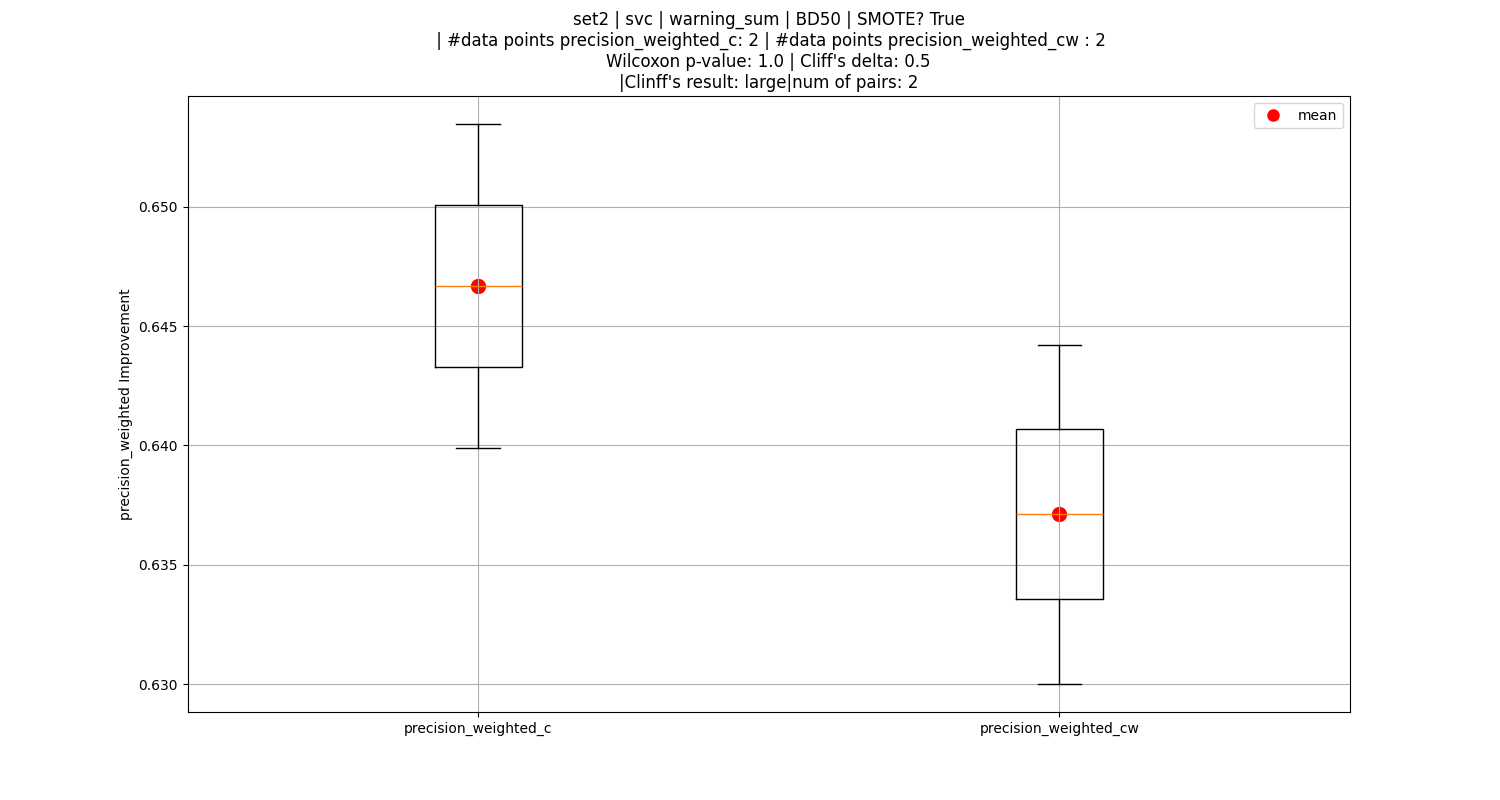 set2 | svc | warning_sum | BD50 | SMOTE? True
| #data points precision_weighted_c: 2 | #data points precision_weighted_cw : 2
Wilcoxon p-value: 1.0 | Cliff's delta: 0.5
|Clinff's result: large|num of pairs: 2
mean
precision_weighted Improvement
0.650
0.645
0.640
0.635
0.630
precision_weighted_c
precision_weighted_cw